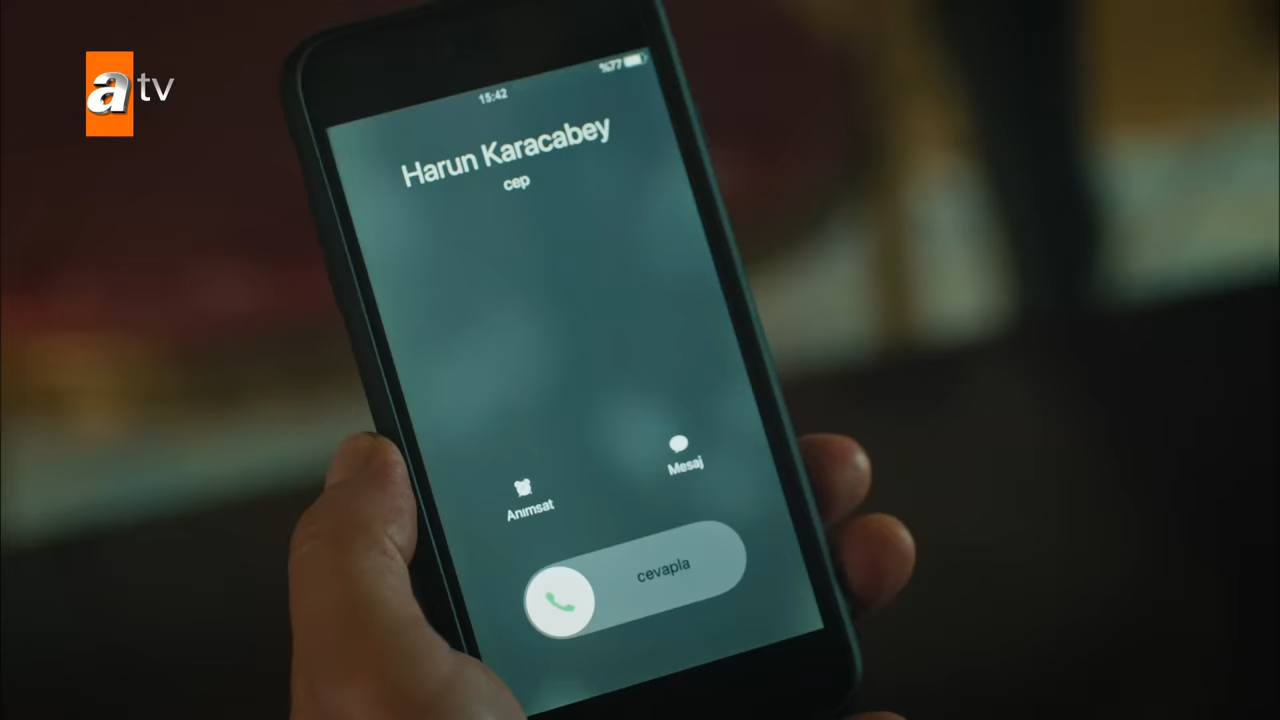 atv
%77
15:42
Harun Karacabey
cep
Mesaj
Anımsat
cevapla